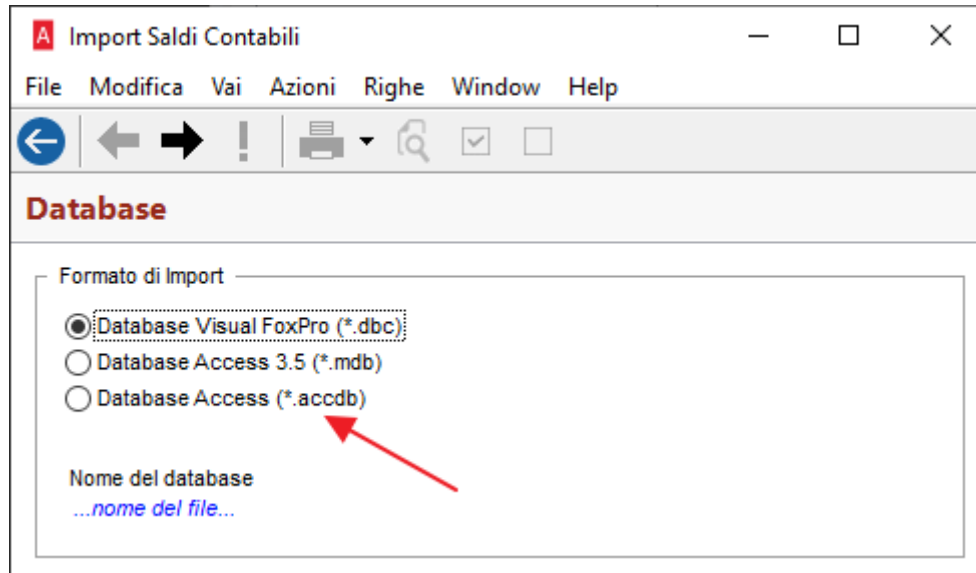 A Import Saldi Contabili
File Modifica Vai Azioni Righe Window Help
Database
Formato di Import
Database Visual FoxPro (*.dbc)
Database Access 3.5 (*.mdb)
Database Access (*.accdb)
Nome del database
...nome del file...